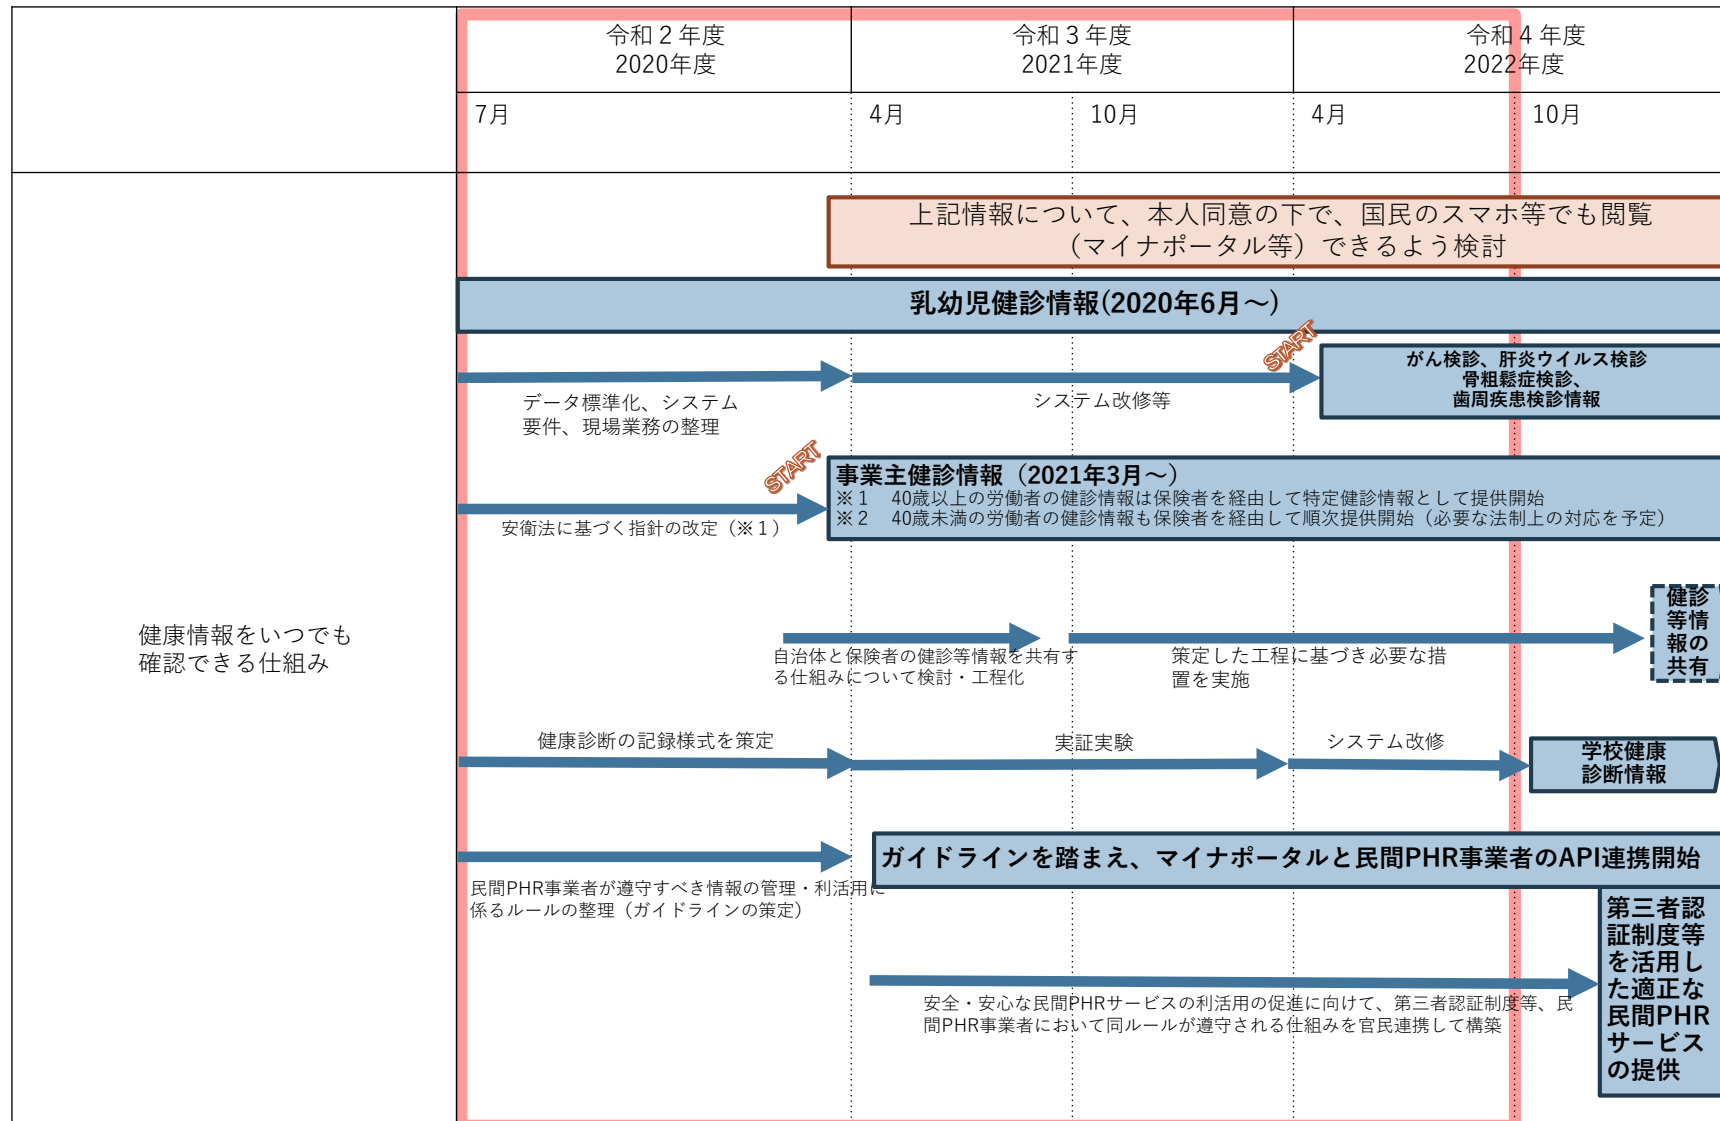 令和２年度
2020年度
令和３年度
2021年度
令和４年度
2022年度
7月
4月
10月
4月
10月
健康情報をいつでも
確認できる仕組み
上記情報について、本人同意の下で、国民のスマホ等でも閲覧
（マイナポータル等）できるよう検討
乳幼児健診情報(2020年6月～)
START
データ標準化、システム
要件、現場業務の整理
システム改修等
がん検診、肝炎ウイルス検診
骨粗鬆症検診、
歯周疾患検診情報
START
安衛法に基づく指針の改定（※１）
事業主健診情報（2021年3月～）
※１　40歳以上の労働者の健診情報は保険者を経由して特定健診情報として提供開始
※２　40歳未満の労働者の健診情報も保険者を経由して順次提供開始（必要な法制上の対応を予定）
自治体と保険者の健診等情報を共有す
る仕組みについて検討・工程化
策定した工程に基づき必要な措
置を実施
健診
等情
報の
共有
健康診断の記録様式を策定
実証実験
システム改修
学校健康
診断情報
民間PHR事業者が遵守すべき情報の管理・利活用に
係るルールの整理（ガイドラインの策定）
ガイドラインを踏まえ、マイナポータルと民間PHR事業者のAPI連携開始
安全・安心な民間PHRサービスの利活用の促進に向けて、第三者認証制度等、民
間PHR事業者において同ルールが遵守される仕組みを官民連携して構築
第三者認
証制度等
を活用し
た適正な
民間PHR
サービス
の提供